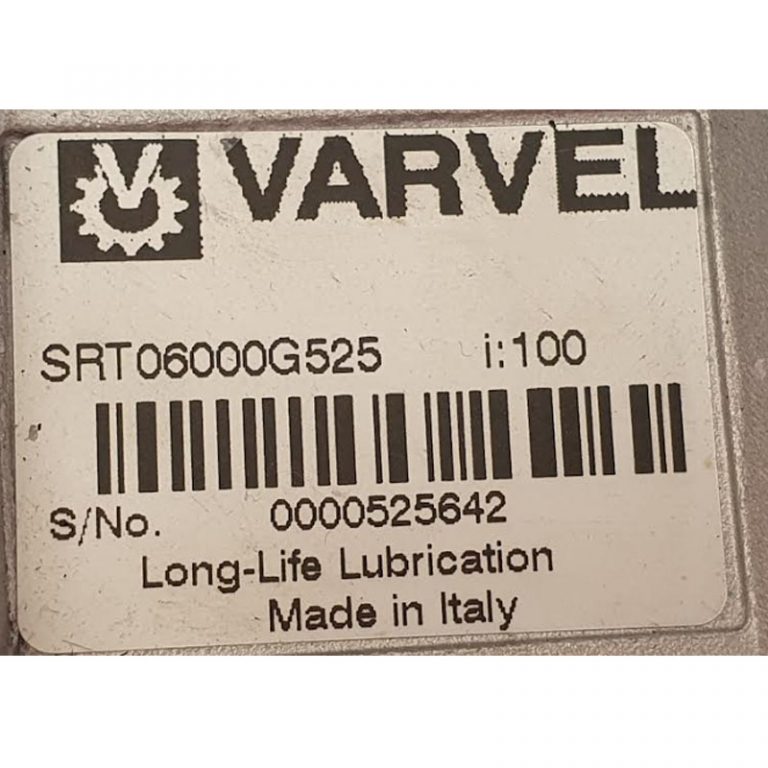 VARVEL
SRT06000G525 i:100
S/No. 0000525642
Long-Life Lubrication
Made in Italy